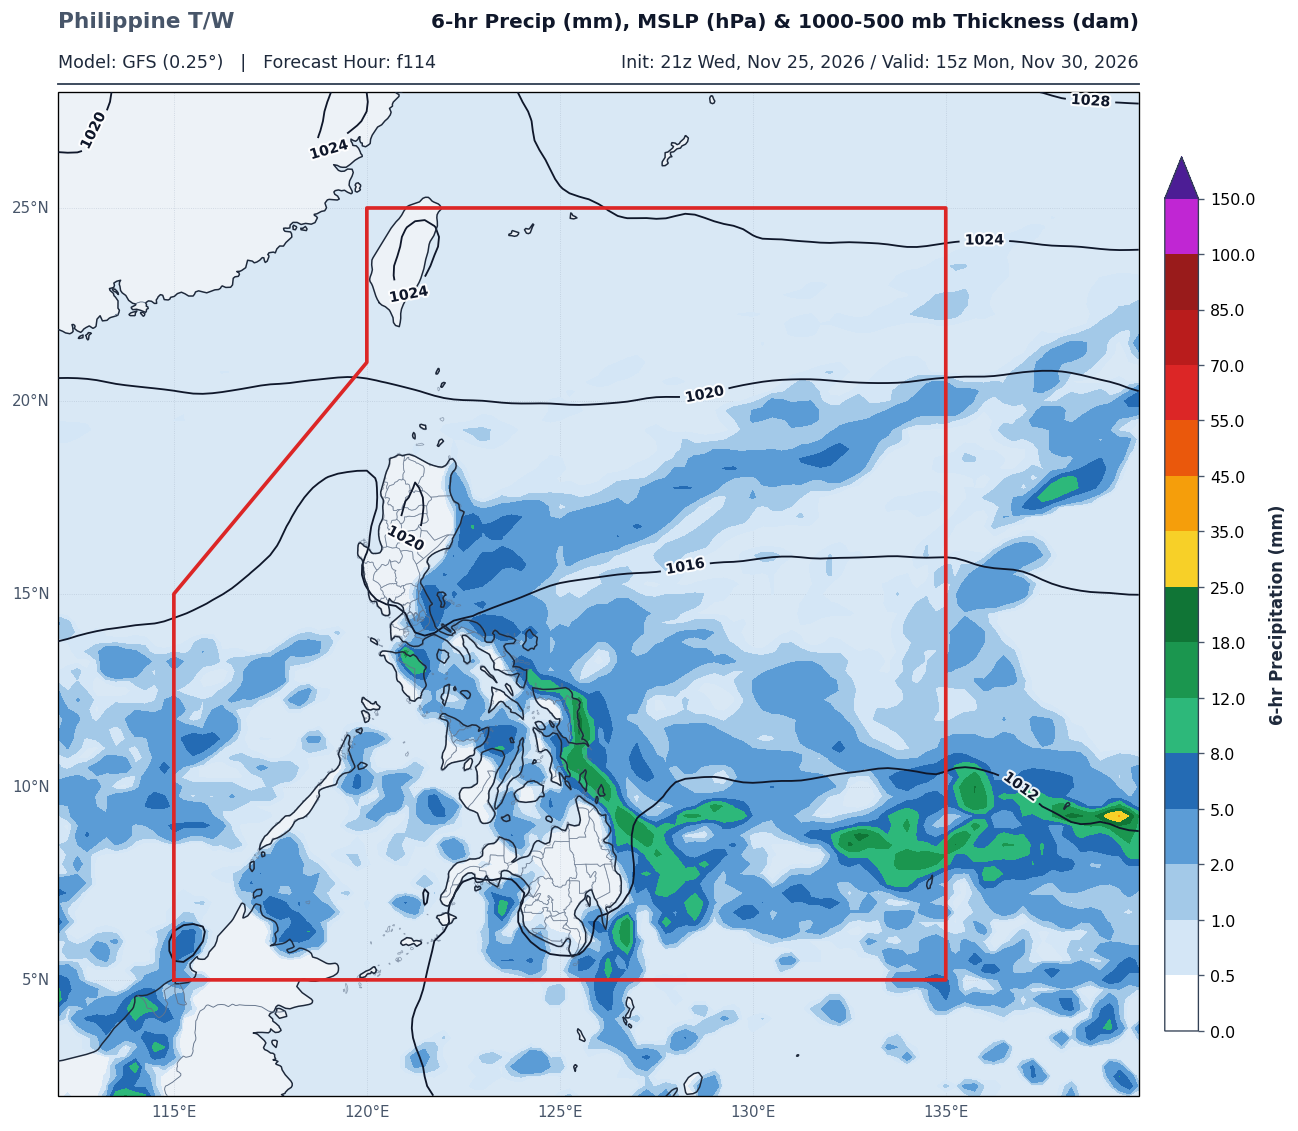 Philippine T/W
6-hr Precip (mm), MSLP (hPa) & 1000-500 mb Thickness (dam)
Model: GFS (0.25°)   |   Forecast Hour: f114
Init: 21z Wed, Nov 25, 2026 / Valid: 15z Mon, Nov 30, 2026
1020
1024
1028
1024
1024
1020
1020
1016
1012
25°N
20°N
15°N
10°N
5°N
115°E
120°E
125°E
130°E
135°E
150.0
100.0
85.0
70.0
55.0
45.0
35.0
25.0
18.0
12.0
8.0
5.0
2.0
1.0
0.5
0.0
6-hr Precipitation (mm)